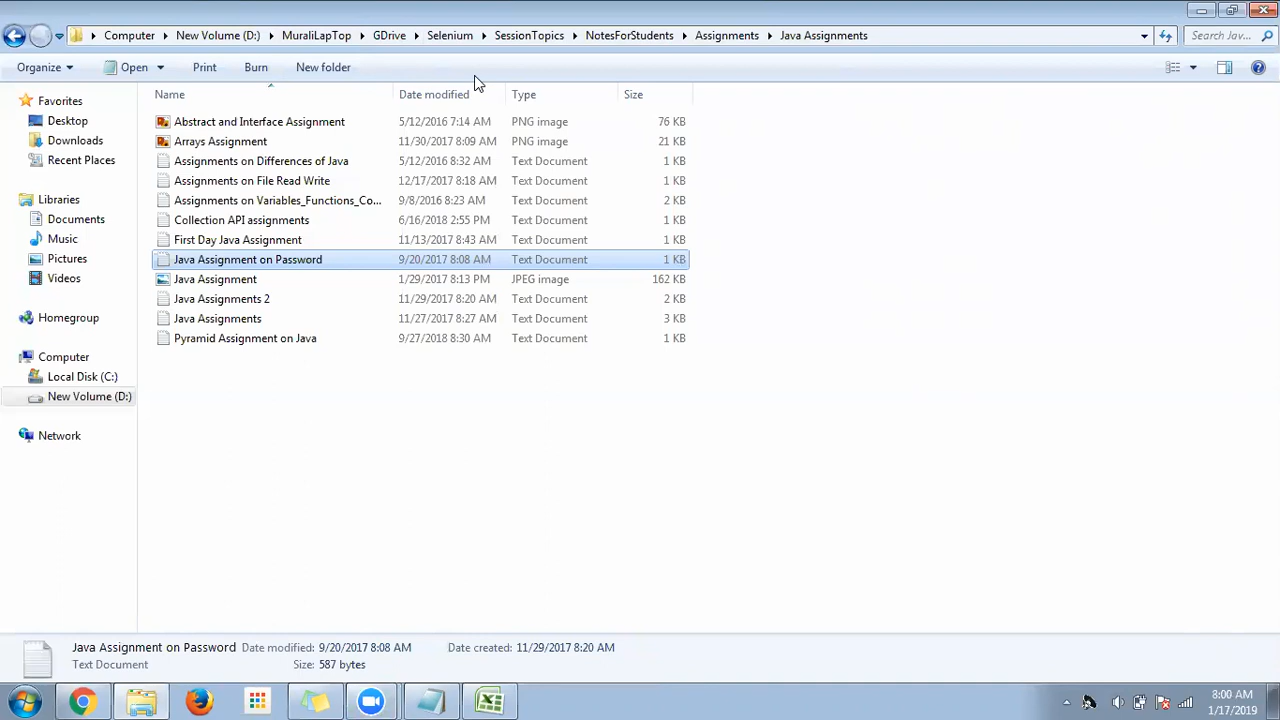 Computer New Volume (D:) MuraliLapTop GDrive Selenium SessionTopics NotesForStudents Assignments Java Assignments Search Jav...
Organize Open Print Burn New folder
Name Date modified Type Size
Favorites
Desktop
Downloads
Recent Places
Libraries
Documents
Music
Pictures
Videos
Homegroup
Computer
Local Disk (C:)
New Volume (D:)
Network
Abstract and Interface Assignment 5/12/2016 7:14 AM PNG image 76 KB
Arrays Assignment 11/30/2017 8:09 AM PNG image 21 KB
Assignments on Differences of Java 5/12/2016 8:32 AM Text Document 1 KB
Assignments on File Read Write 12/17/2017 8:18 AM Text Document 1 KB
Assignments on Variables_Functions_Co... 9/8/2016 8:23 AM Text Document 2 KB
Collection API assignments 6/16/2018 2:55 PM Text Document 1 KB
First Day Java Assignment 11/13/2017 8:43 AM Text Document 1 KB
Java Assignment on Password 9/20/2017 8:08 AM Text Document 1 KB
Java Assignment 1/29/2017 8:13 PM JPEG image 162 KB
Java Assignments 2 11/29/2017 8:20 AM Text Document 2 KB
Java Assignments 11/27/2017 8:27 AM Text Document 3 KB
Pyramid Assignment on Java 9/27/2018 8:30 AM Text Document 1 KB
Java Assignment on Password Date modified: 9/20/2017 8:08 AM Date created: 11/29/2017 8:20 AM
Text Document Size: 587 bytes
8:00 AM
1/17/2019